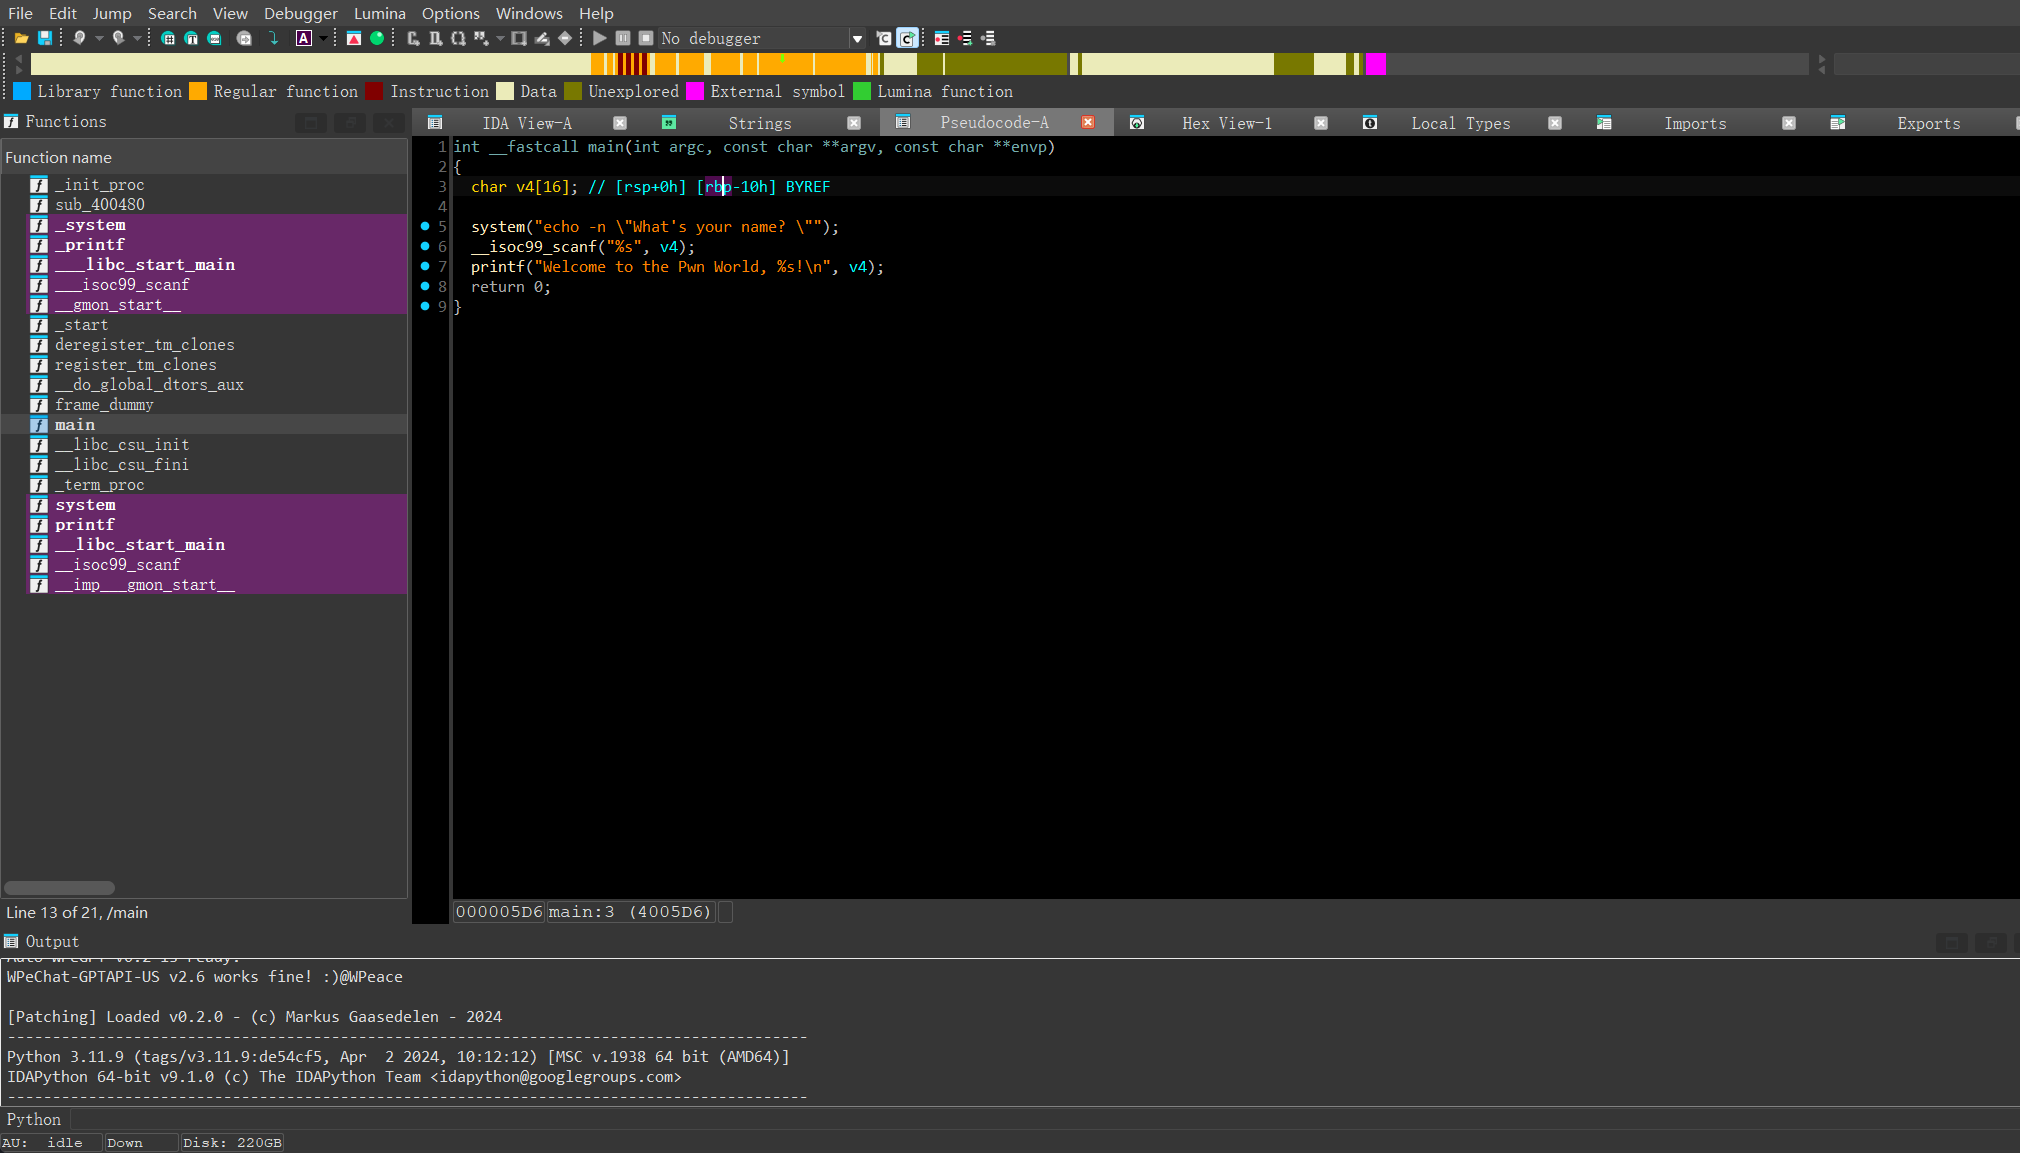 File Edit Jump Search View Debugger Lumina Options Windows Help
No debugger
Library function Regular function Instruction Data Unexplored External symbol Lumina function
Functions
IDA View-A Strings Pseudocode-A Hex View-1 Local Types Imports Exports
Function name
_init_proc
sub_400480
_system
_printf
___libc_start_main
___isoc99_scanf
__gmon_start__
_start
deregister_tm_clones
register_tm_clones
__do_global_dtors_aux
frame_dummy
main
__libc_csu_init
__libc_csu_fini
_term_proc
system
printf
__libc_start_main
__isoc99_scanf
__imp___gmon_start__
Line 13 of 21, /main
1 int __fastcall main(int argc, const char **argv, const char **envp)
2 {
3 char v4[16]; // [rsp+0h] [rbp-10h] BYREF
4
5 system("echo -n \"What's your name? \"");
6 __isoc99_scanf("%s", v4);
7 printf("Welcome to the Pwn World, %s!\n", v4);
8 return 0;
9 }
000005D6 main:3 (4005D6)
Output
WPeChat-GPTAPI-US v2.6 works fine! :)@WPeace
[Patching] Loaded v0.2.0 - (c) Markus Gaasedelen - 2024
-----------------------------------------------------------------------------------------
Python 3.11.9 (tags/v3.11.9:de54cf5, Apr  2 2024, 10:12:12) [MSC v.1938 64 bit (AMD64)]
IDAPython 64-bit v9.1.0 (c) The IDAPython Team <idapython@googlegroups.com>
-----------------------------------------------------------------------------------------
Python
AU: idle Down Disk: 220GB